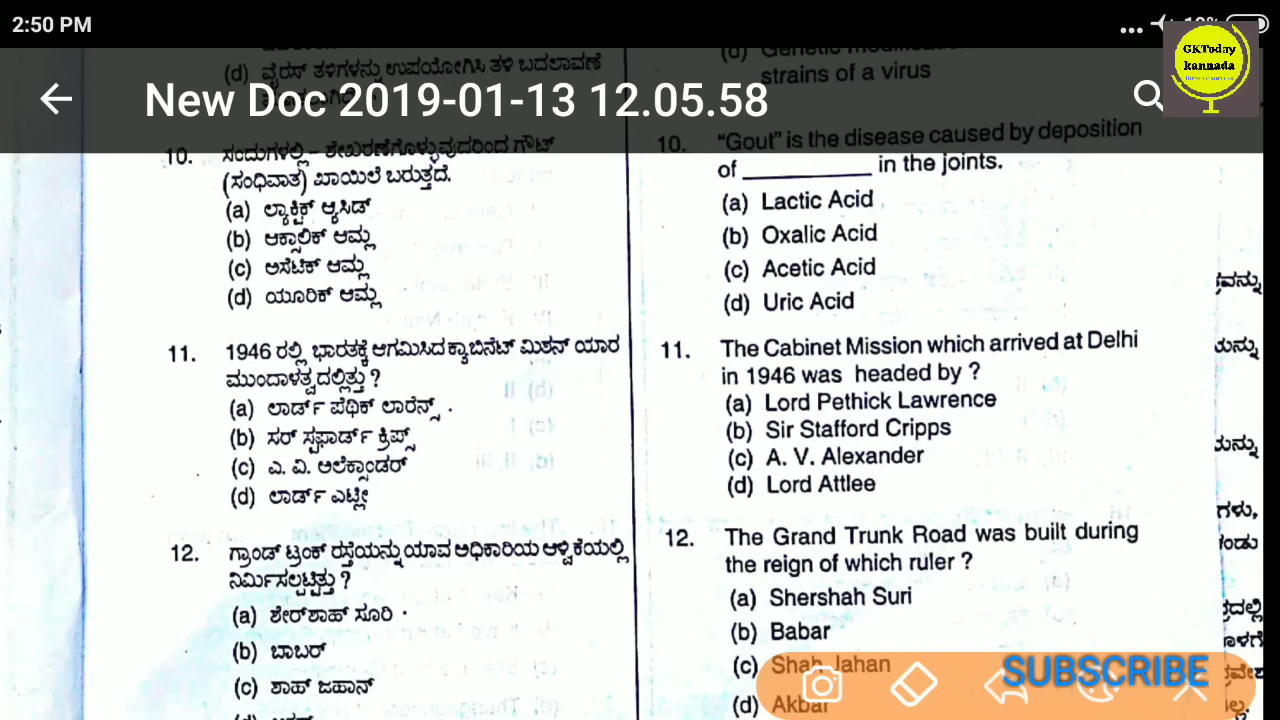 2:50 PM
GKToday
kannada
New Doc 2019-01-13 12.05.58
(d) ವೈರಸ್ ತಳಿಗಳನ್ನು ಉಪಯೋಗಿಸಿ ತಳಿ ಬದಲಾವಣೆ
10. ಸಂದುಗಳಲ್ಲಿ – ಶೇಖರಣೆಗೊಳ್ಳುವುದರಿಂದ ಗೌಟ್
(ಸಂಧಿವಾತ) ಖಾಯಿಲೆ ಬರುತ್ತದೆ.
(a) ಲ್ಯಾಕ್ಟಿಕ್ ಆ್ಯಸಿಡ್
(b) ಆಕ್ಸಾಲಿಕ್ ಆಮ್ಲ
(c) ಅಸೆಟಿಕ್ ಆಮ್ಲ
(d) ಯೂರಿಕ್ ಆಮ್ಲ
11. 1946 ರಲ್ಲಿ ಭಾರತಕ್ಕೆ ಆಗಮಿಸಿದ ಕ್ಯಾಬಿನೆಟ್ ಮಿಶನ್ ಯಾರ
ಮುಂದಾಳತ್ವದಲ್ಲಿತ್ತು ?
(a) ಲಾರ್ಡ್ ಪೆಥಿಕ್ ಲಾರೆನ್ಸ್ .
(b) ಸರ್ ಸ್ಟಫಾರ್ಡ್ ಕ್ರಿಪ್ಸ್
(c) ಎ. ವಿ. ಅಲೆಕ್ಸಾಂಡರ್
(d) ಲಾರ್ಡ್ ಎಟ್ಲೀ
12. ಗ್ರಾಂಡ್ ಟ್ರಂಕ್ ರಸ್ತೆಯನ್ನು ಯಾವ ಅಧಿಕಾರಿಯ ಆಳ್ವಿಕೆಯಲ್ಲಿ
ನಿರ್ಮಿಸಲ್ಪಟ್ಟಿತ್ತು ?
(a) ಶೇರ್‌ಶಾಹ್ ಸೂರಿ .
(b) ಬಾಬರ್
(c) ಶಾಹ್ ಜಹಾನ್
(d) Genetic
strains of a virus
10. “Gout” is the disease caused by deposition
of ________ in the joints.
(a) Lactic Acid
(b) Oxalic Acid
(c) Acetic Acid
(d) Uric Acid
11. The Cabinet Mission which arrived at Delhi
in 1946 was headed by ?
(a) Lord Pethick Lawrence
(b) Sir Stafford Cripps
(c) A. V. Alexander
(d) Lord Attlee
12. The Grand Trunk Road was built during
the reign of which ruler ?
(a) Shershah Suri
(b) Babar
(c) Shah Jahan
(d) Akbar
SUBSCRIBE